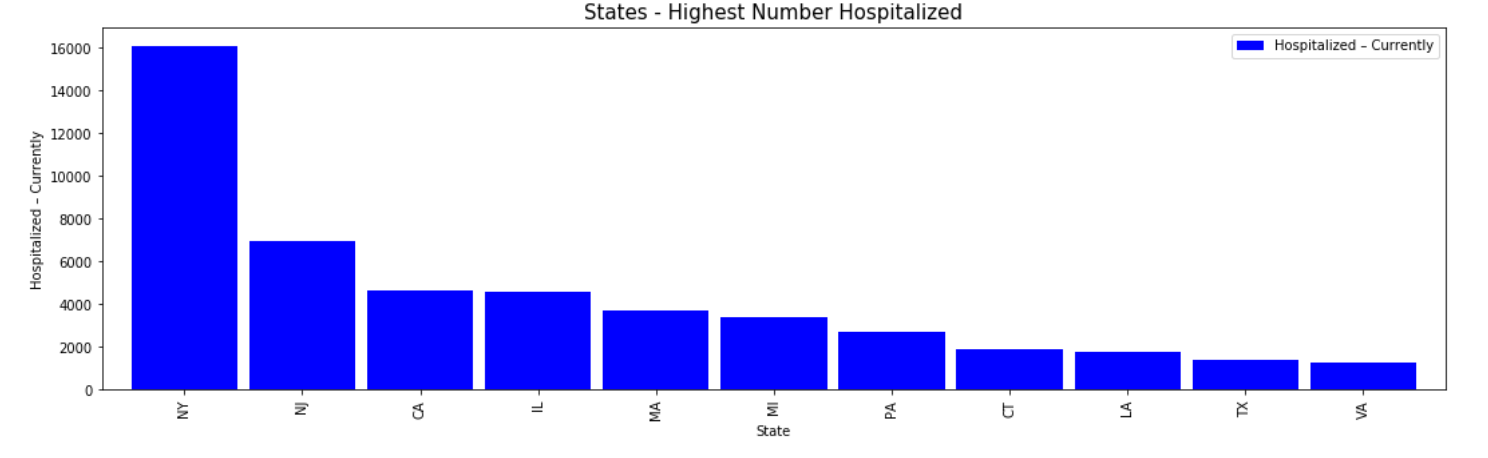 States - Highest Number Hospitalized
Hospitalized – Currently
16000
14000
12000
10000
8000
6000
4000
2000
0
Hospitalized – Currently
NY
NJ
CA
IL
MA
MI
PA
CT
LA
TX
VA
State